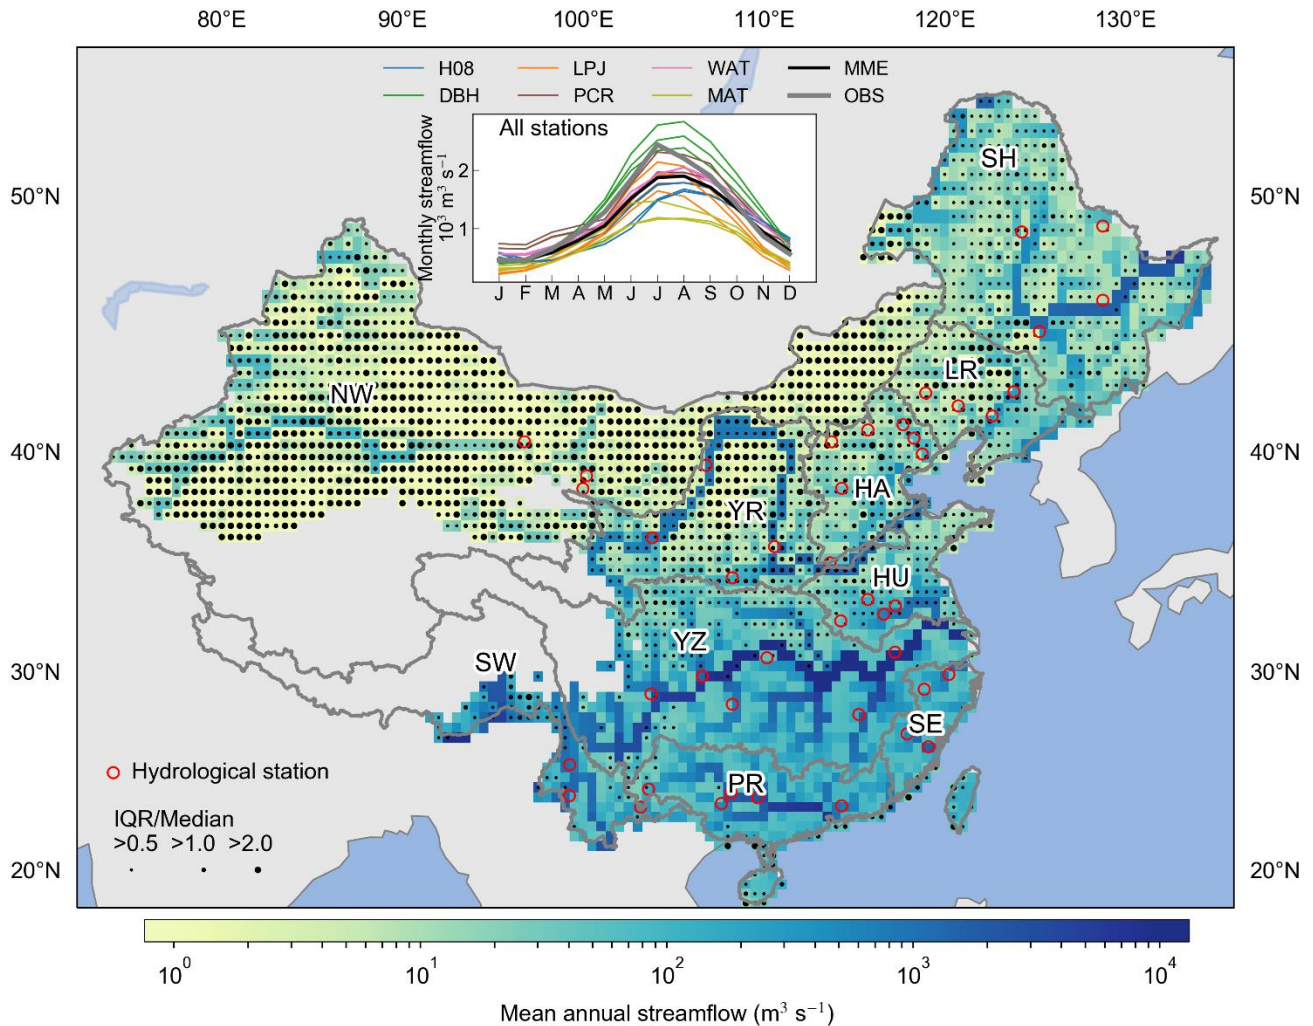 80°E 90°E 100°E 110°E 120°E 130°E
H08 LPJ WAT MME
DBH PCR MAT OBS
All stations
Monthly streamflow
10³ m³ s⁻¹
2
1
J F M A M J J A S O N D
50°N 50°N
40°N 40°N
30°N 30°N
20°N 20°N
SH
LR
NW
HA
YR
HU
YZ
SW
SE
PR
Hydrological station
IQR/Median
>0.5 >1.0 >2.0
10⁰ 10¹ 10² 10³ 10⁴
Mean annual streamflow (m³ s⁻¹)